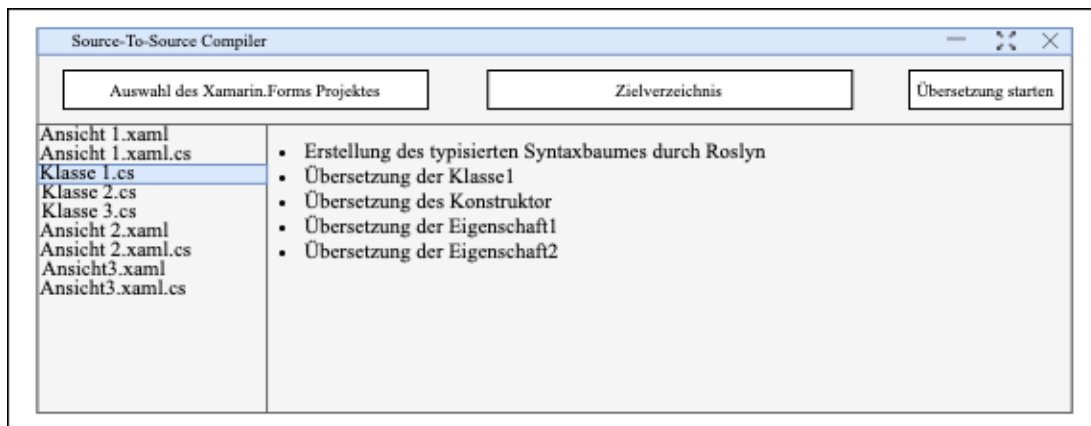 Source-To-Source Compiler
Auswahl des Xamarin.Forms Projektes
Zielverzeichnis
Übersetzung starten
Ansicht 1.xaml
Ansicht 1.xaml.cs
Klasse 1.cs
Klasse 2.cs
Klasse 3.cs
Ansicht 2.xaml
Ansicht 2.xaml.cs
Ansicht3.xaml
Ansicht3.xaml.cs
• Erstellung des typisierten Syntaxbaumes durch Roslyn
• Übersetzung der Klasse1
• Übersetzung des Konstruktor
• Übersetzung der Eigenschaft1
• Übersetzung der Eigenschaft2